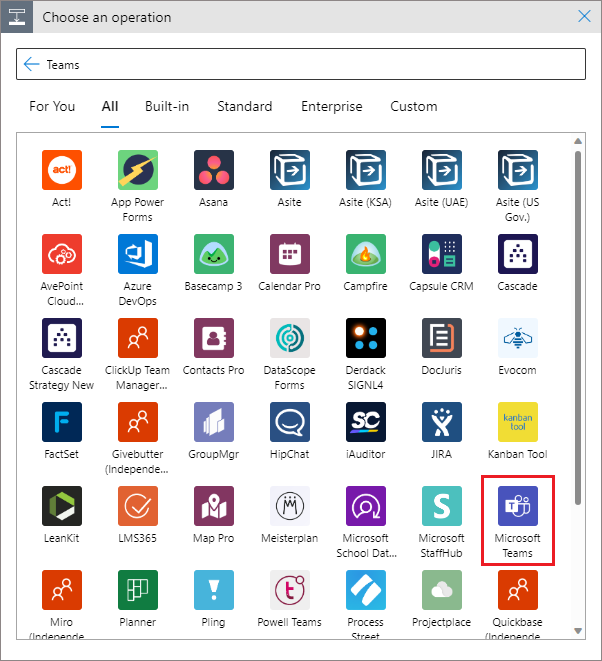 Choose an operation
Teams
For You All Built-in Standard Enterprise Custom
act!
Act!
App Power
Forms
Asana
Asite
Asite (KSA)
Asite (UAE)
Asite (US
Gov.)
AvePoint
Cloud...
Azure
DevOps
Basecamp 3
Calendar Pro
Campfire
Capsule CRM
Cascade
Cascade
Strategy New
ClickUp Team
Manager...
Contacts Pro
DataScope
Forms
Derdack
SIGNL4
DocJuris
Evocom
F
FactSet
Givebutter
(Independe...
GroupMgr
HipChat
SC
iAuditor
JIRA
kanban
tool
Kanban Tool
LeanKit
LMS365
Map Pro
Meisterplan
Microsoft
School Dat...
S
Microsoft
StaffHub
T
Microsoft
Teams
Miro
(Independe...
Planner
!
Pling
t
Powell Teams
Process
Street
Projectplace
Quickbase
(Independe...